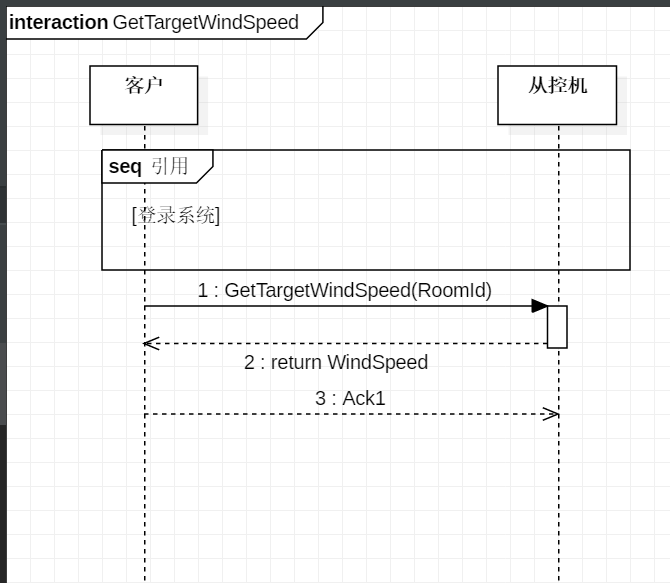 interaction GetTargetWindSpeed
客户
从控机
seq 引用
[登录系统]
1 : GetTargetWindSpeed(RoomId)
2 : return WindSpeed
3 : Ack1